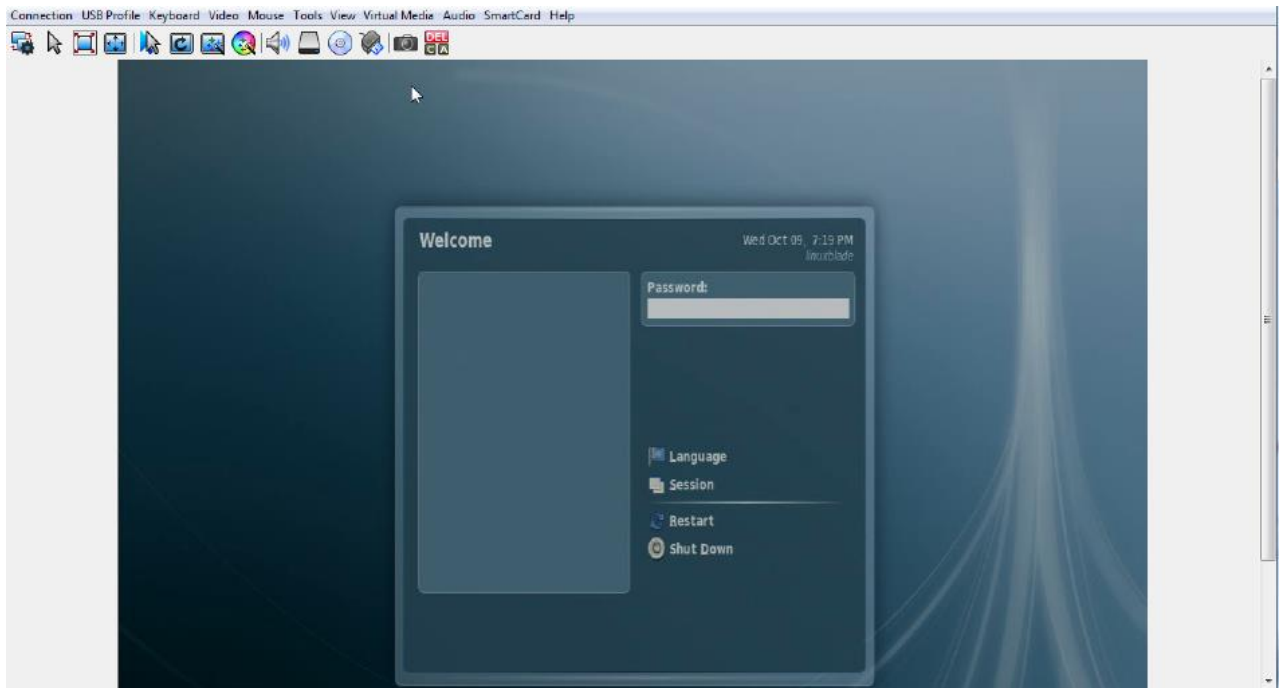 Connection USB Profile Keyboard Video Mouse Tools View Virtual Media Audio SmartCard Help
DEL
C A
Welcome
Wed Oct 09, 7:19 PM
linuxblade
Password:
Language
Session
Restart
Shut Down